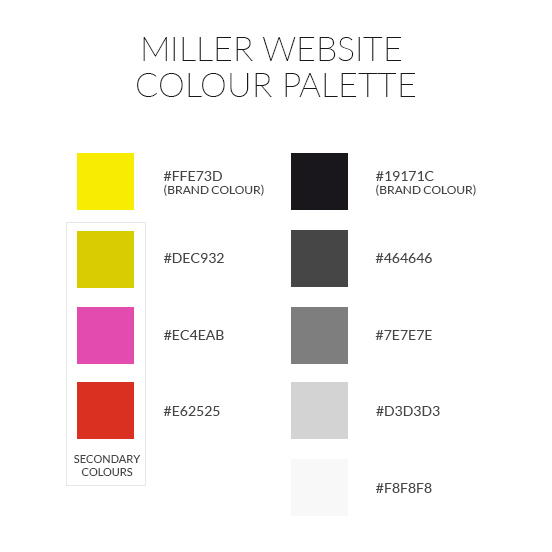 MILLER WEBSITE
COLOUR PALETTE
#FFE73D
(BRAND COLOUR)
#DEC932
#EC4EAB
#E62525
SECONDARY
COLOURS
#19171C
(BRAND COLOUR)
#464646
#7E7E7E
#D3D3D3
#F8F8F8